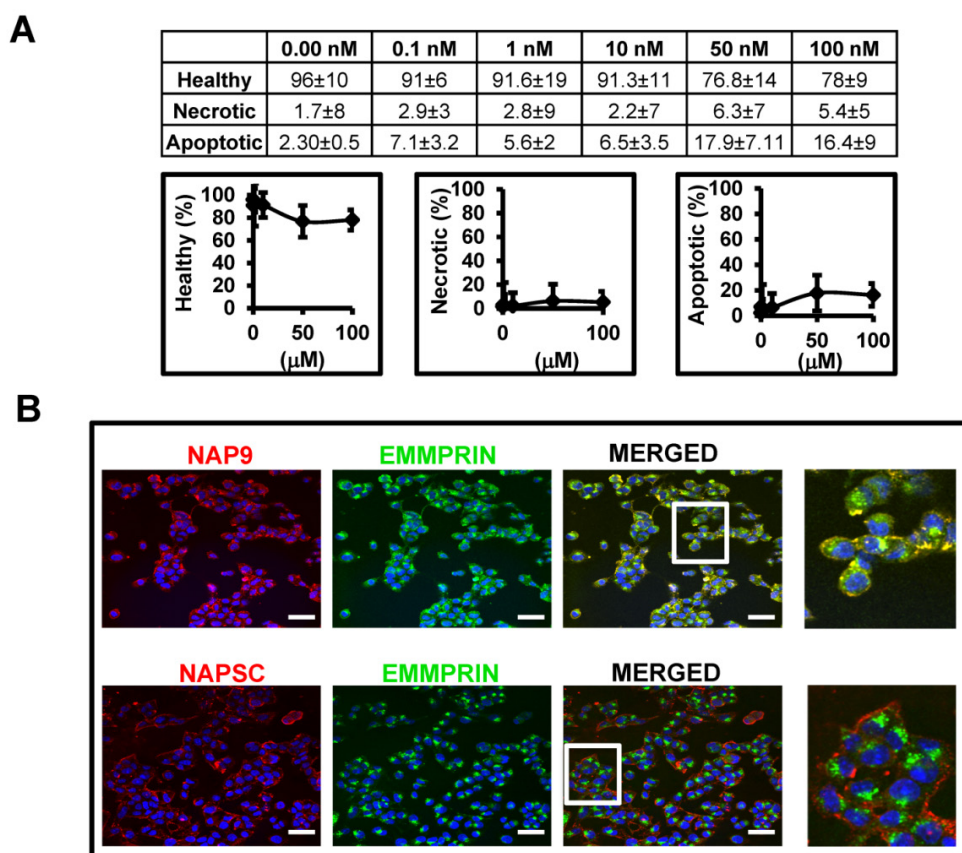 A
0.00 nM 0.1 nM 1 nM 10 nM 50 nM 100 nM
Healthy 96±10 91±6 91.6±19 91.3±11 76.8±14 78±9
Necrotic 1.7±8 2.9±3 2.8±9 2.2±7 6.3±7 5.4±5
Apoptotic 2.30±0.5 7.1±3.2 5.6±2 6.5±3.5 17.9±7.11 16.4±9
Healthy (%)
100
80
60
40
20
0
0 50 100
(µM)
Necrotic (%)
100
80
60
40
20
0
0 50 100
(µM)
Apoptotic (%)
100
80
60
40
20
0
0 50 100
(µM)
B
NAP9 EMMPRIN MERGED
NAPSC EMMPRIN MERGED